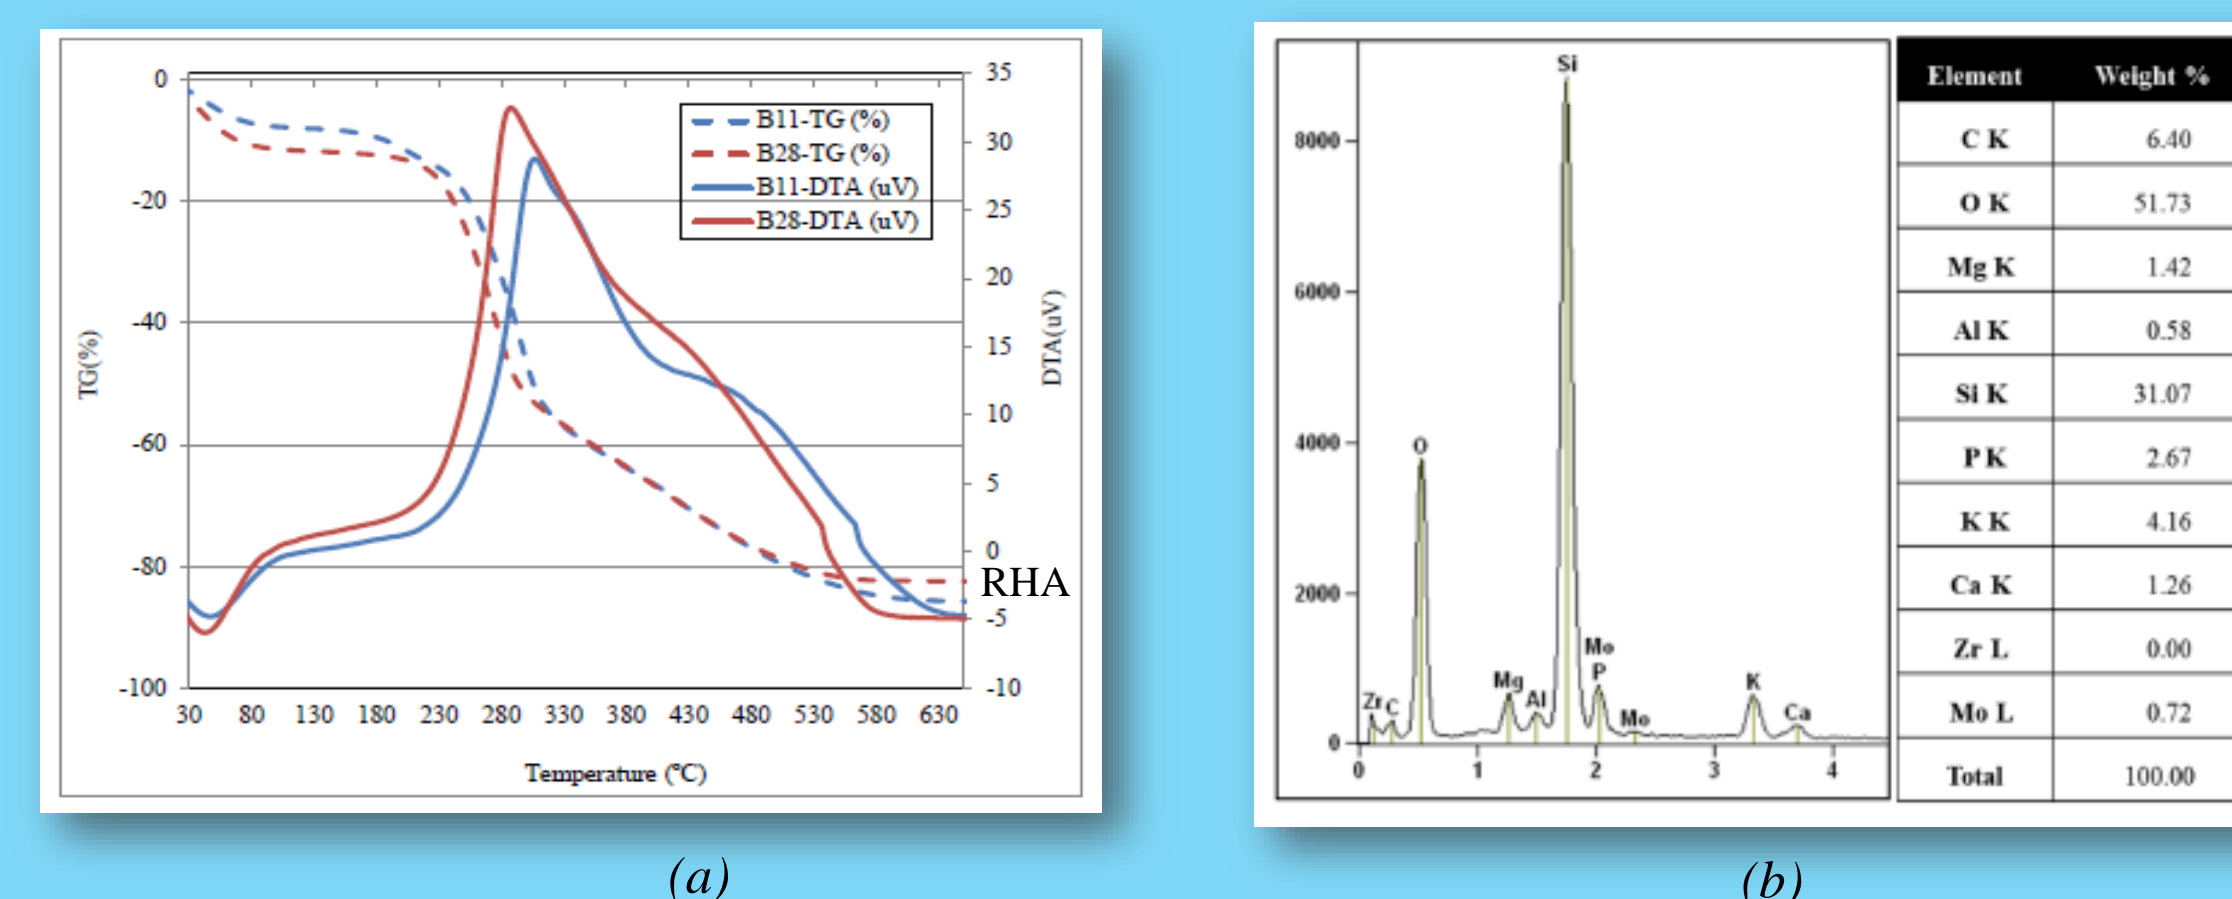 0
-20
-40
-60
-80
-100
TG(%)
35
30
25
20
15
10
5
0
-5
-10
DTA(uV)
B11-TG (%)
B28-TG (%)
B11-DTA (uV)
B28-DTA (uV)
RHA
30 80 130 180 230 280 330 380 430 480 530 580 630
Temperature (°C)
(a)
8000
6000
4000
2000
0
Si
O
Zr C
Mg Al
Mo
P
Mo
K
Ca
0 1 2 3 4
Element Weight %
C K 6.40
O K 51.73
Mg K 1.42
Al K 0.58
Si K 31.07
P K 2.67
K K 4.16
Ca K 1.26
Zr L 0.00
Mo L 0.72
Total 100.00
(b)